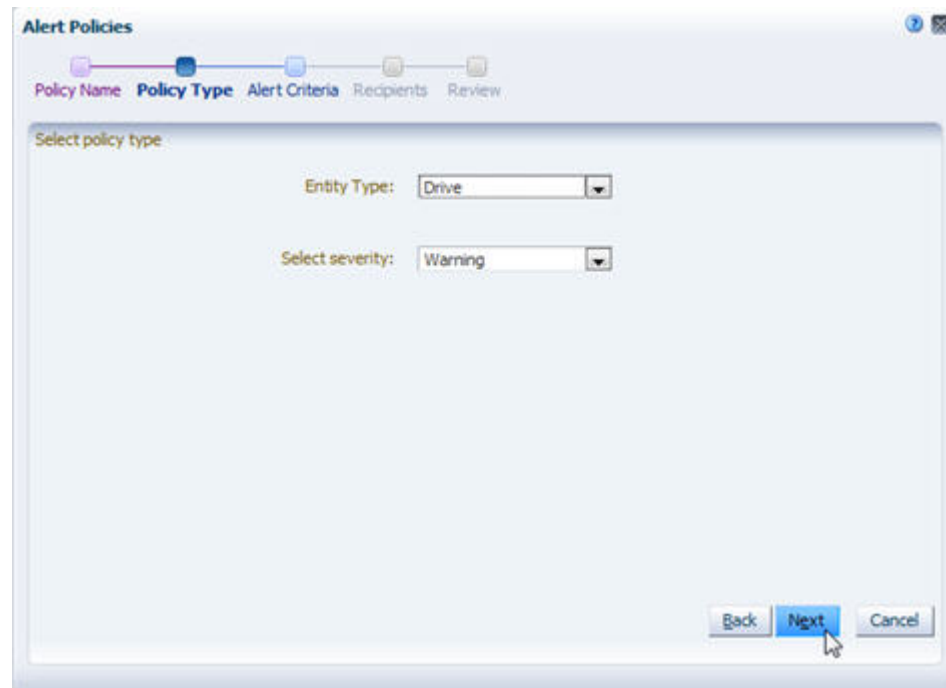 Alert Policies
Policy Name Policy Type Alert Criteria Recipients Review
Select policy type
Entity Type: Drive
Select severity: Warning
Back Next Cancel